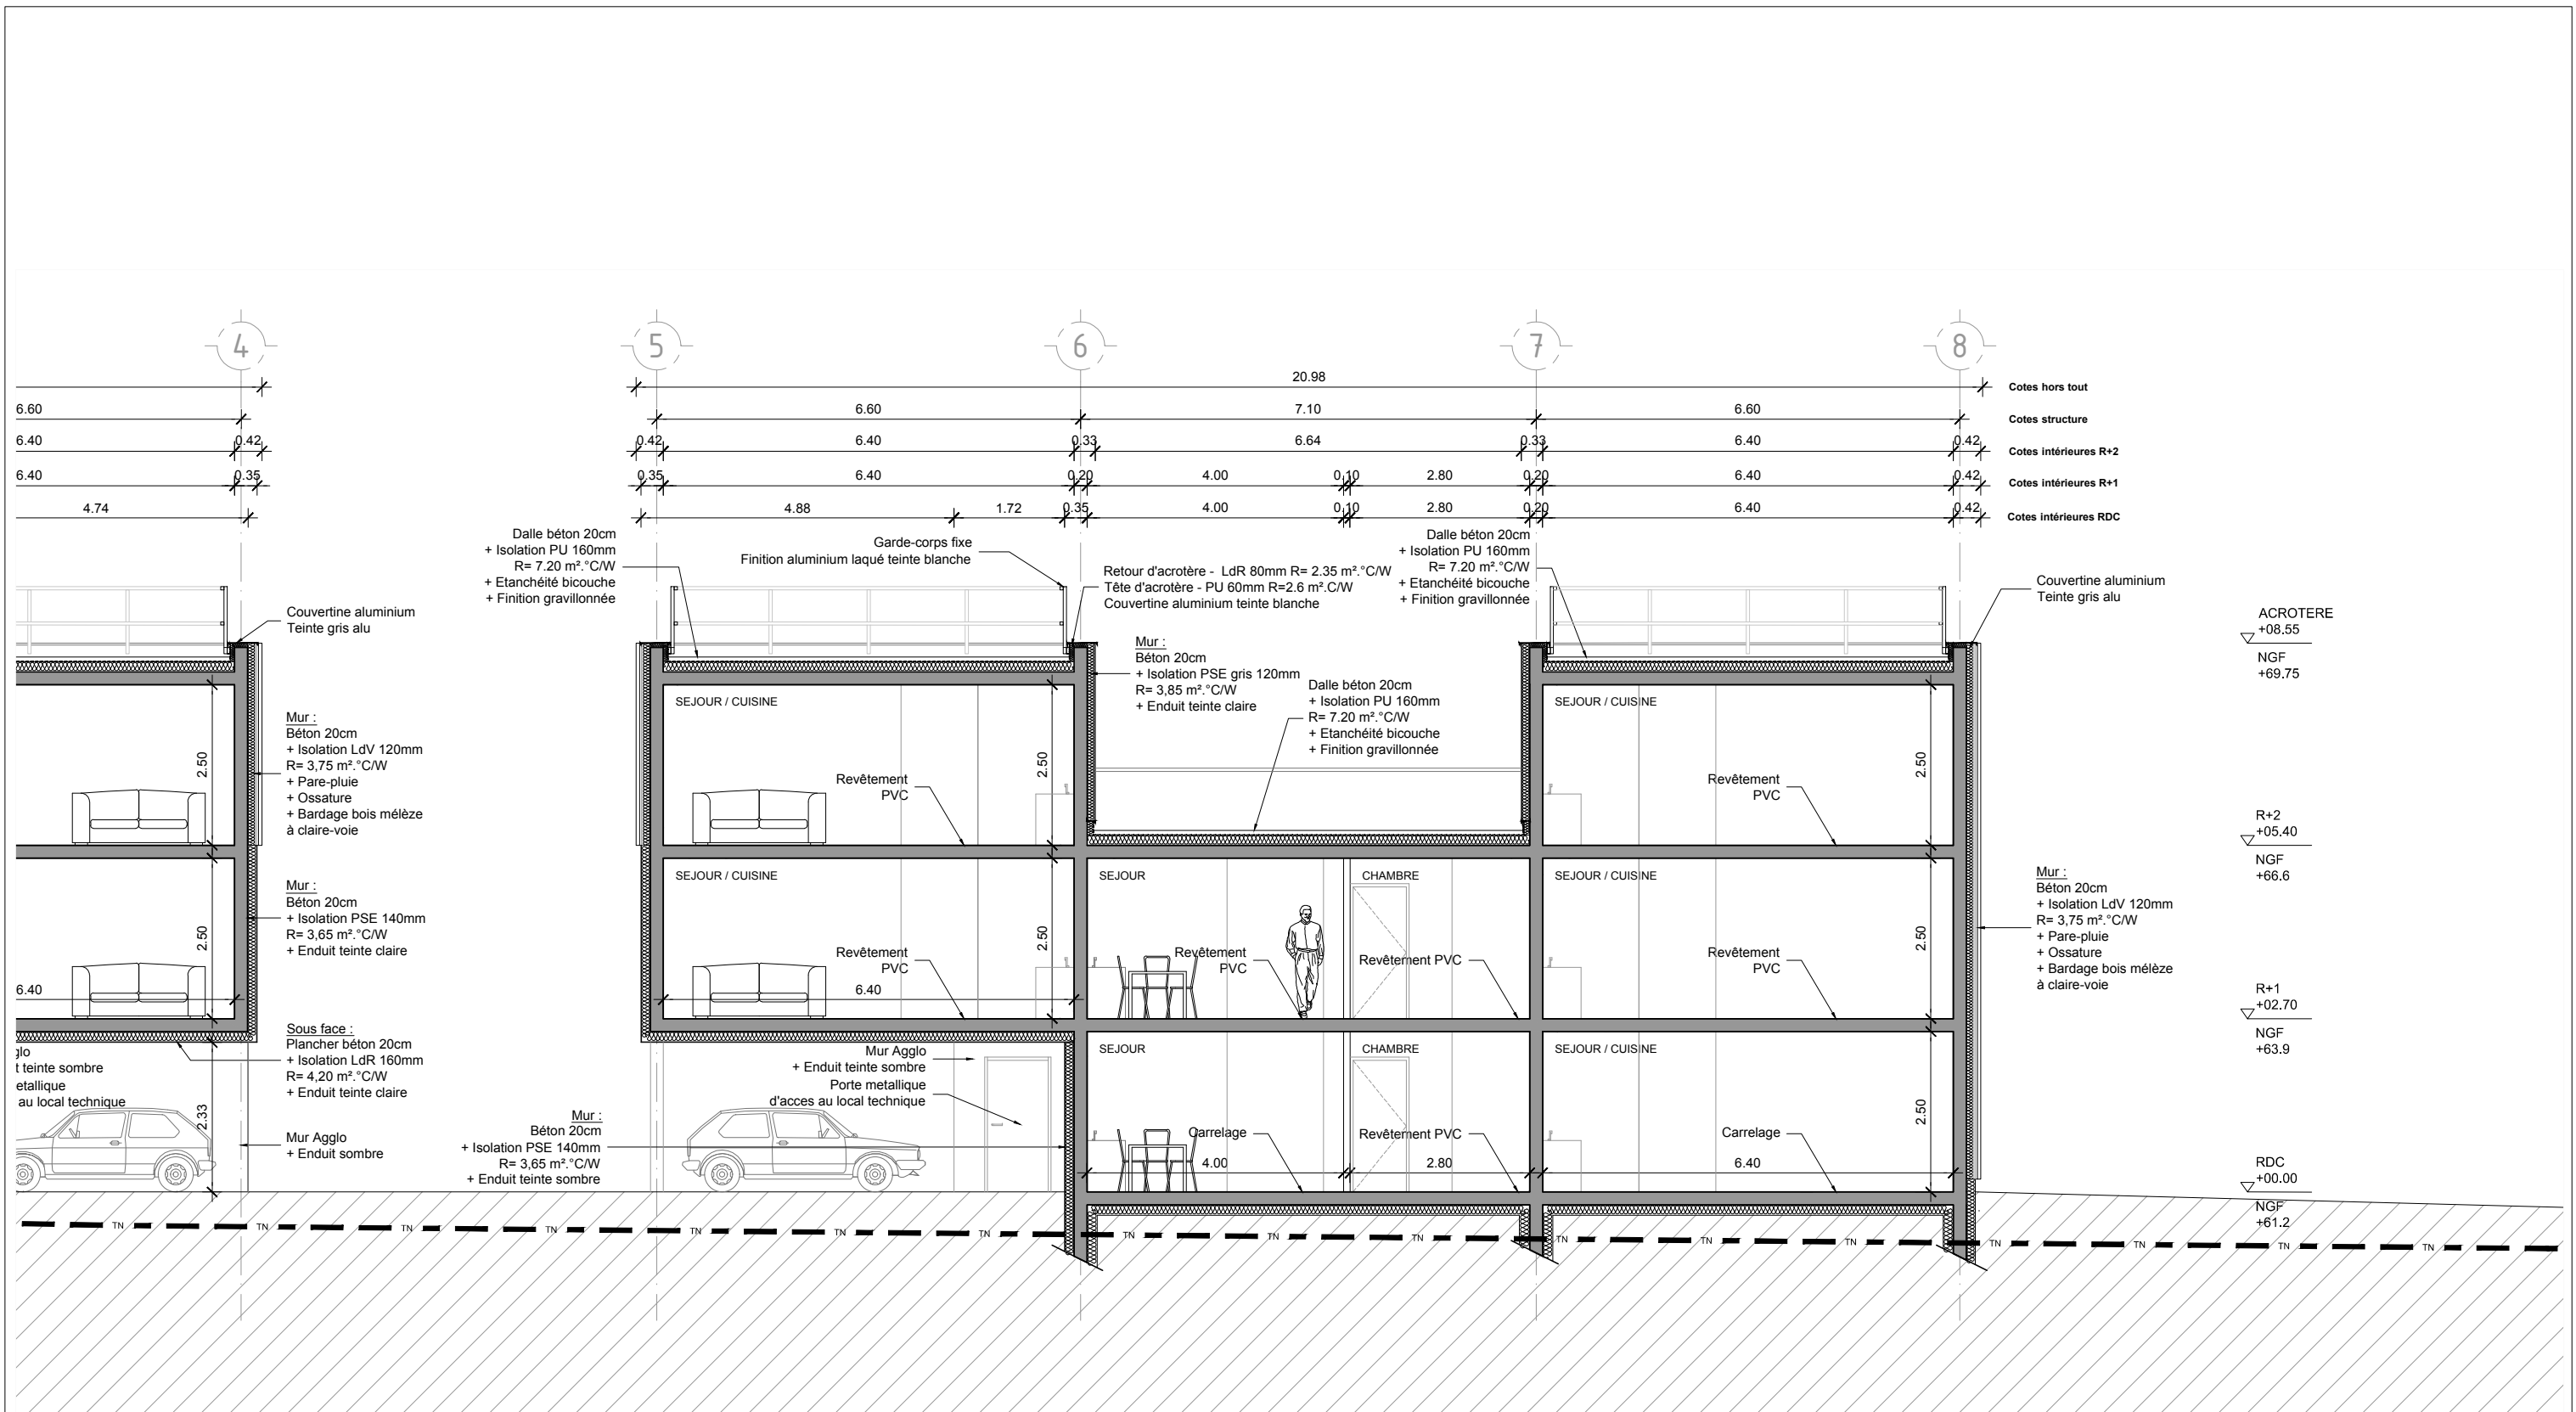 4
5
6
7
8
20.98
Cotes hors tout
6.60
6.60
7.10
6.60
Cotes structure
6.40
0.42
0.42
6.40
0.33
6.64
0.33
6.40
0.42
Cotes intérieures R+2
6.40
0.35
0.35
6.40
0.20
4.00
0.10
2.80
0.20
6.40
0.42
Cotes intérieures R+1
4.74
4.88
1.72
0.35
4.00
0.10
2.80
0.20
6.40
0.42
Cotes intérieures RDC
Dalle béton 20cm
+ Isolation PU 160mm
R= 7.20 m².°C/W
+ Etanchéité bicouche
+ Finition gravillonnée
Garde-corps fixe
Finition aluminium laqué teinte blanche
Retour d'acrotère - LdR 80mm R= 2.35 m².°C/W
Tête d'acrotère - PU 60mm R=2.6 m².C/W
Couvertine aluminium teinte blanche
Dalle béton 20cm
+ Isolation PU 160mm
R= 7.20 m².°C/W
+ Etanchéité bicouche
+ Finition gravillonnée
Couvertine aluminium
Teinte gris alu
Couvertine aluminium
Teinte gris alu
ACROTERE
+08.55
NGF
+69.75
Mur :
Béton 20cm
+ Isolation PSE gris 120mm
R= 3,85 m².°C/W
+ Enduit teinte claire
Dalle béton 20cm
+ Isolation PU 160mm
R= 7.20 m².°C/W
+ Etanchéité bicouche
+ Finition gravillonnée
Mur :
Béton 20cm
+ Isolation LdV 120mm
R= 3,75 m².°C/W
+ Pare-pluie
+ Ossature
+ Bardage bois mélèze
à claire-voie
2.50
SEJOUR / CUISINE
2.50
Revêtement
PVC
SEJOUR / CUISINE
2.50
Revêtement
PVC
R+2
+05.40
NGF
+66.6
Mur :
Béton 20cm
+ Isolation PSE 140mm
R= 3,65 m².°C/W
+ Enduit teinte claire
2.50
6.40
SEJOUR / CUISINE
2.50
Revêtement
PVC
6.40
SEJOUR
Revêtement
PVC
CHAMBRE
Revêtement PVC
SEJOUR / CUISINE
2.50
Revêtement
PVC
Mur :
Béton 20cm
+ Isolation LdV 120mm
R= 3,75 m².°C/W
+ Pare-pluie
+ Ossature
+ Bardage bois mélèze
à claire-voie
R+1
+02.70
NGF
+63.9
Sous face :
Plancher béton 20cm
+ Isolation LdR 160mm
R= 4,20 m².°C/W
+ Enduit teinte claire
glo
t teinte sombre
etallique
au local technique
2.33
Mur Agglo
+ Enduit sombre
Mur Agglo
+ Enduit teinte sombre
Porte metallique
d'acces au local technique
Mur :
Béton 20cm
+ Isolation PSE 140mm
R= 3,65 m².°C/W
+ Enduit teinte sombre
SEJOUR
Carrelage
4.00
CHAMBRE
Revêtement PVC
2.80
SEJOUR / CUISINE
2.50
Carrelage
6.40
RDC
+00.00
NGF
+61.2
TN TN TN TN TN TN TN TN TN TN TN TN TN TN TN TN TN